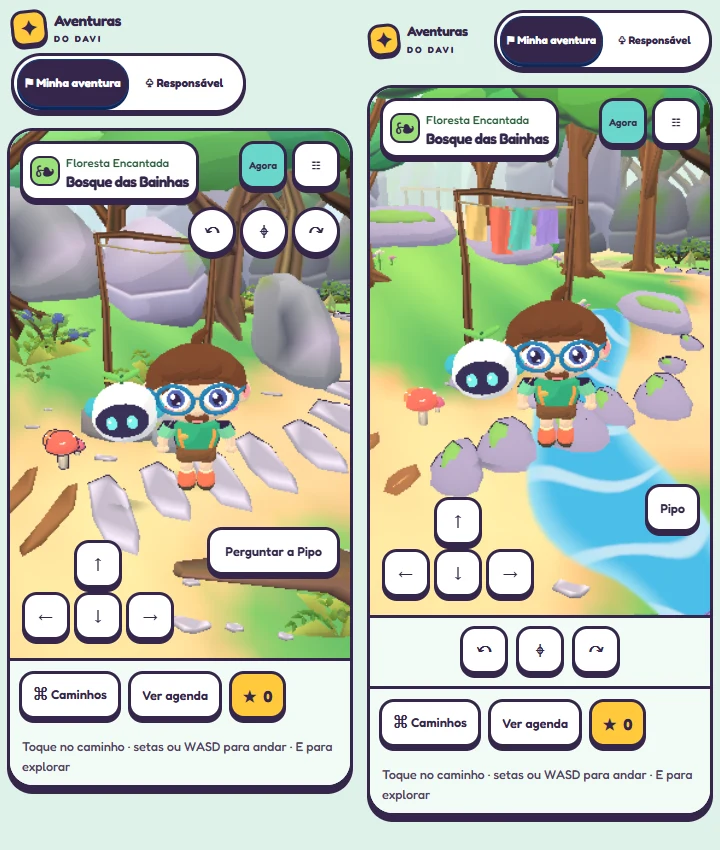 Aventuras
DO DAVI
Minha aventura
Responsável
Floresta Encantada
Bosque das Bainhas
Agora
Perguntar a Pipo
↑
← ↓ →
⌘ Caminhos
Ver agenda
★ 0
Toque no caminho · setas ou WASD para andar · E para
explorar
Aventuras
DO DAVI
Minha aventura
Responsável
Floresta Encantada
Bosque das Bainhas
Agora
Pipo
↑
← ↓ →
⌘ Caminhos
Ver agenda
★ 0
Toque no caminho · setas ou WASD para andar · E para
explorar